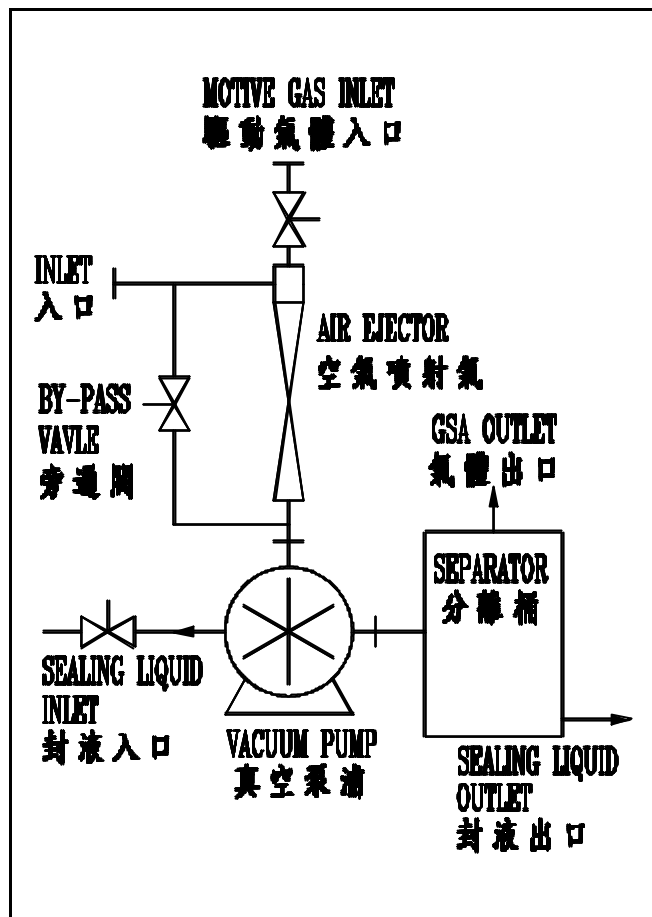 MOTIVE GAS INLET
驅動氣體入口
INLET
入口
AIR EJECTOR
空氣噴射氣
BY-PASS
VAVLE
旁通閥
GSA OUTLET
氣體出口
SEPARATOR
分離桶
SEALING LIQUID
INLET
封液入口
VACUUM PUMP
真空泵浦
SEALING LIQUID
OUTLET
封液出口